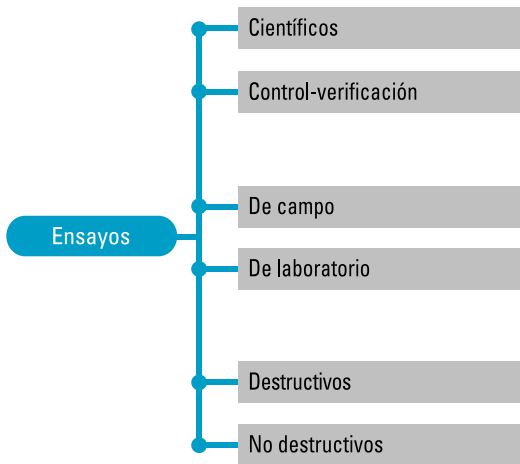 Científicos
Control-verificación
De campo
Ensayos
De laboratorio
Destructivos
No destructivos